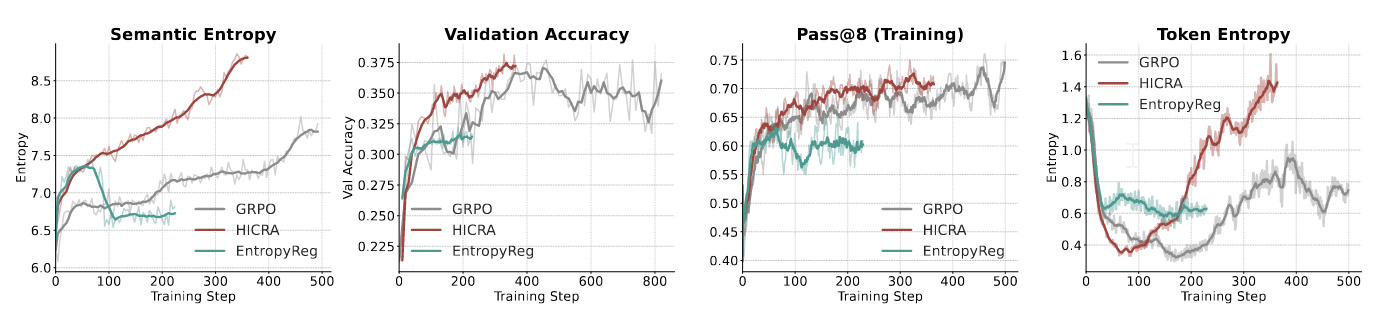 Semantic Entropy
Entropy
8.5
8.0
7.5
7.0
6.5
6.0
GRPO
HICRA
EntropyReg
0 100 200 300 400 500
Training Step
Validation Accuracy
Val Accuracy
0.375
0.350
0.325
0.300
0.275
0.250
0.225
GRPO
HICRA
EntropyReg
0 200 400 600 800
Training Step
Pass@8 (Training)
0.75
0.70
0.65
0.60
0.55
0.50
0.45
0.40
GRPO
HICRA
EntropyReg
0 100 200 300 400 500
Training Step
Token Entropy
Entropy
1.6
1.4
1.2
1.0
0.8
0.6
0.4
GRPO
HICRA
EntropyReg
0 100 200 300 400 500
Training Step